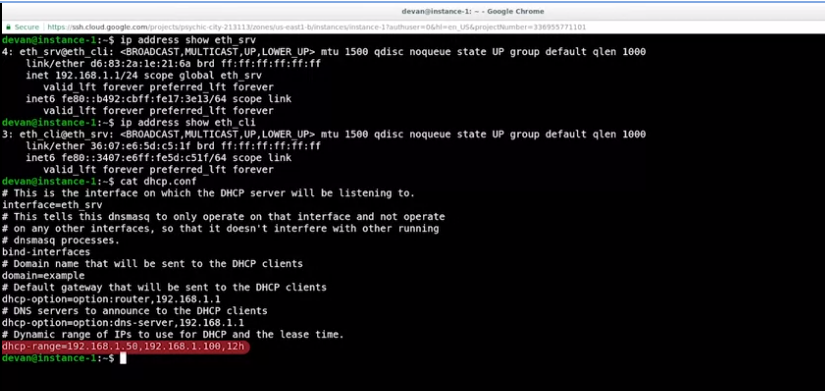 devan@instance-1: ~ - Google Chrome
Secure https://ssh.cloud.google.com/projects/psychic-city-213113/zones/us-east1-b/instances/instance-1?authuser=0&hl=en_US&projectNumber=336955771101
devan@instance-1:~$ ip address show eth_srv
4: eth_srv@eth_cli: <BROADCAST,MULTICAST,UP,LOWER_UP> mtu 1500 qdisc noqueue state UP group default qlen 1000
link/ether d6:83:2a:1e:21:6a brd ff:ff:ff:ff:ff:ff
inet 192.168.1.1/24 scope global eth_srv
valid_lft forever preferred_lft forever
inet6 fe80::b492:cbff:fe17:3e13/64 scope link
valid_lft forever preferred_lft forever
devan@instance-1:~$ ip address show eth_cli
3: eth_cli@eth_srv: <BROADCAST,MULTICAST,UP,LOWER_UP> mtu 1500 qdisc noqueue state UP group default qlen 1000
link/ether 36:07:e6:5d:c5:1f brd ff:ff:ff:ff:ff:ff
inet6 fe80::3407:e6ff:fe5d:c51f/64 scope link
valid_lft forever preferred_lft forever
devan@instance-1:~$ cat dhcp.conf
# This is the interface on which the DHCP server will be listening to.
interface=eth_srv
# This tells this dnsmasq to only operate on that interface and not operate
# on any other interfaces, so that it doesn't interfere with other running
# dnsmasq processes.
bind-interfaces
# Domain name that will be sent to the DHCP clients
domain=example
# Default gateway that will be sent to the DHCP clients
dhcp-option=option:router,192.168.1.1
# DNS servers to announce to the DHCP clients
dhcp-option=option:dns-server,192.168.1.1
# Dynamic range of IPs to use for DHCP and the lease time.
dhcp-range=192.168.1.50,192.168.1.100,12h
devan@instance-1:~$